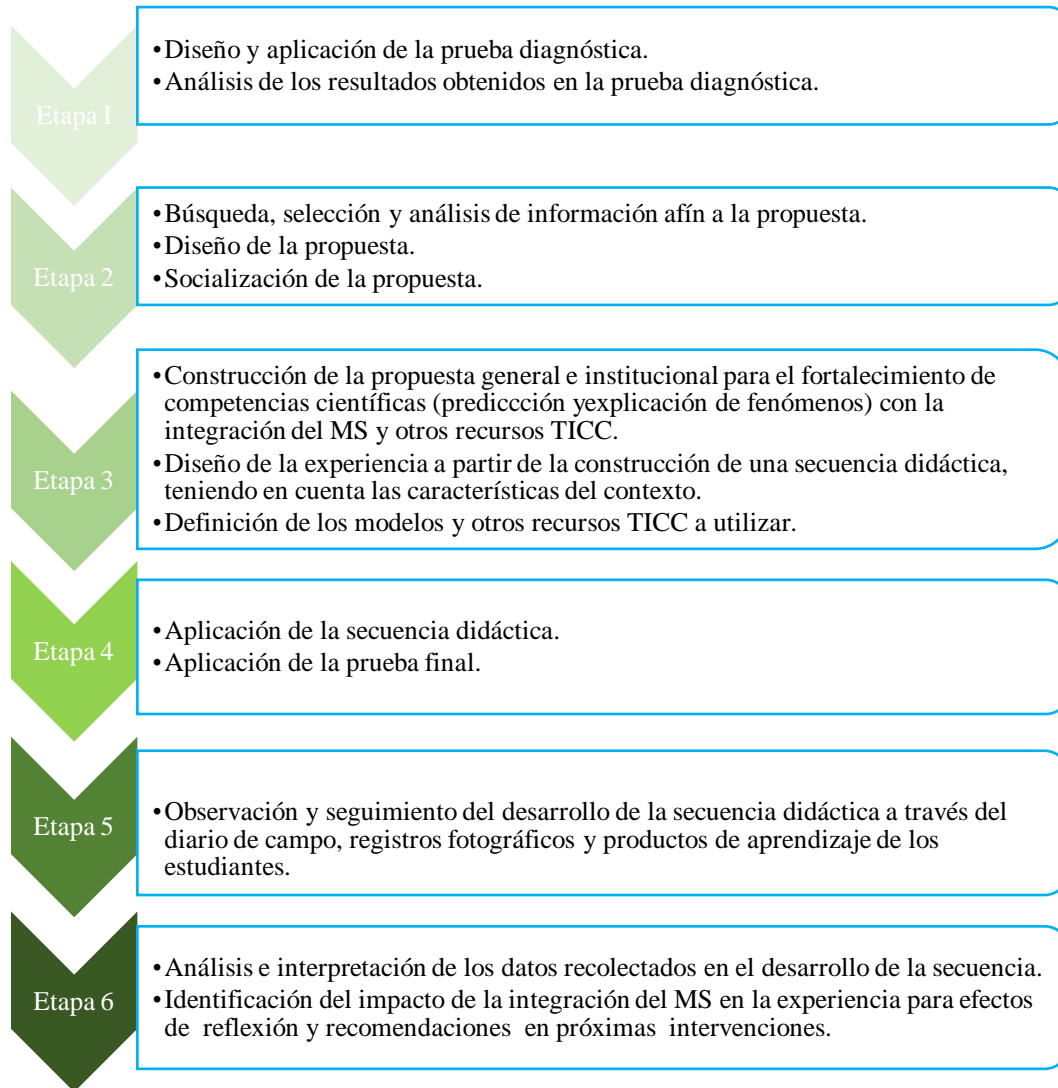 Etapa I
•Diseño y aplicación de la prueba diagnóstica.
•Análisis de los resultados obtenidos en la prueba diagnóstica.
Etapa 2
•Búsqueda, selección y análisis de información afín a la propuesta.
•Diseño de la propuesta.
•Socialización de la propuesta.
Etapa 3
•Construcción de la propuesta general e institucional para el fortalecimiento de
competencias científicas (prediccción yexplicación de fenómenos) con la
integración del MS y otros recursos TICC.
•Diseño de la experiencia a partir de la construcción de una secuencia didáctica,
teniendo en cuenta las características del contexto.
•Definición de los modelos y otros recursos TICC a utilizar.
Etapa 4
•Aplicación de la secuencia didáctica.
•Aplicación de la prueba final.
Etapa 5
•Observación y seguimiento del desarrollo de la secuencia didáctica a través del
diario de campo, registros fotográficos y productos de aprendizaje de los
estudiantes.
Etapa 6
•Análisis e interpretación de los datos recolectados en el desarrollo de la secuencia.
•Identificación del impacto de la integración del MS en la experiencia para efectos
de reflexión y recomendaciones en próximas intervenciones.